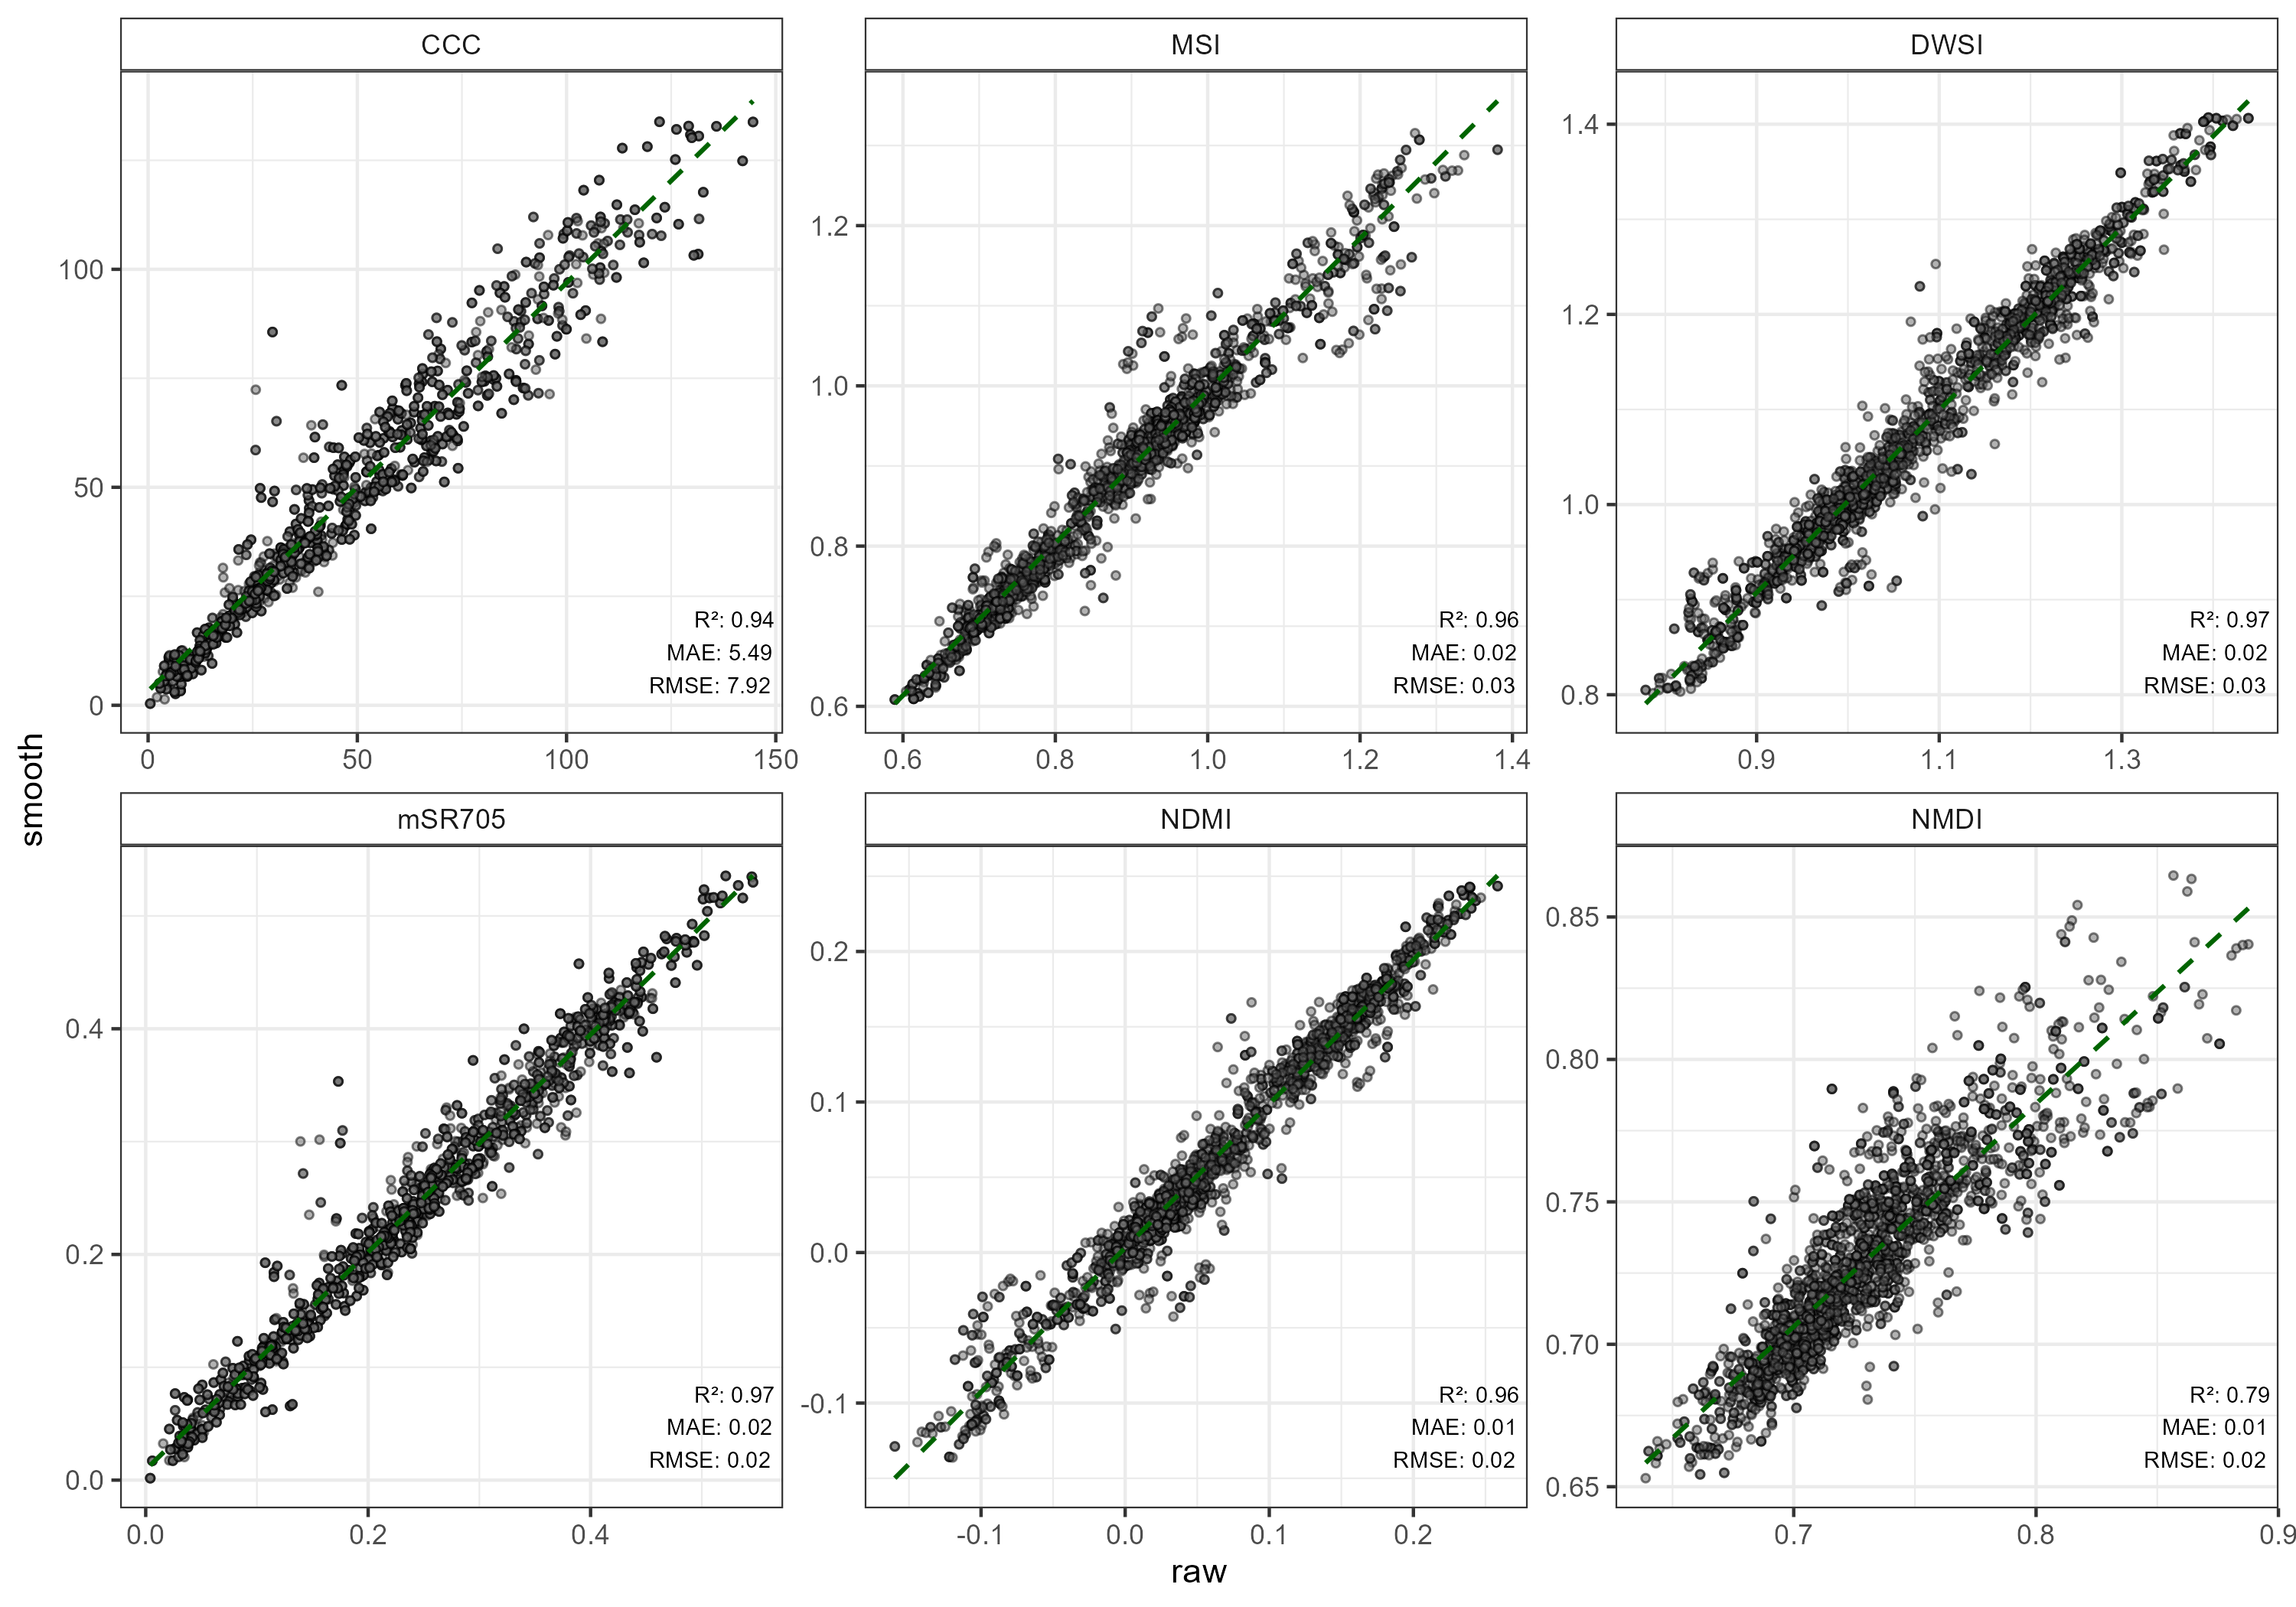 CCC
MSI
DWSI
100
50
0
0
50
100
150
R²: 0.94
MAE: 5.49
RMSE: 7.92
1.2
1.0
0.8
0.6
0.6
0.8
1.0
1.2
1.4
R²: 0.96
MAE: 0.02
RMSE: 0.03
1.4
1.2
1.0
0.8
0.9
1.1
1.3
R²: 0.97
MAE: 0.02
RMSE: 0.03
smooth
mSR705
NDMI
NMDI
0.4
0.2
0.0
0.0
0.2
0.4
R²: 0.97
MAE: 0.02
RMSE: 0.02
0.2
0.1
0.0
-0.1
-0.1
0.0
0.1
0.2
R²: 0.96
MAE: 0.01
RMSE: 0.02
0.85
0.80
0.75
0.70
0.65
0.7
0.8
0.9
R²: 0.79
MAE: 0.01
RMSE: 0.02
raw